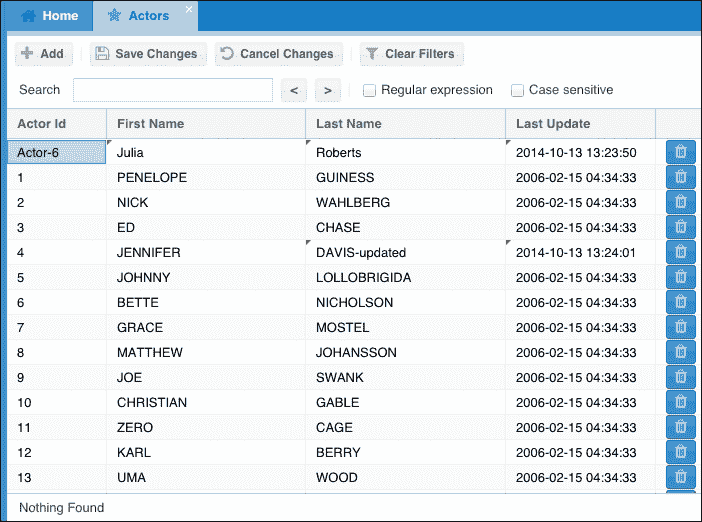 Home Actors
Add Save Changes Cancel Changes Clear Filters
Search < > Regular expression Case sensitive
Actor Id First Name Last Name Last Update
Actor-6 Julia Roberts 2014-10-13 13:23:50
1 PENELOPE GUINESS 2006-02-15 04:34:33
2 NICK WAHLBERG 2006-02-15 04:34:33
3 ED CHASE 2006-02-15 04:34:33
4 JENNIFER DAVIS-updated 2014-10-13 13:24:01
5 JOHNNY LOLLOBRIGIDA 2006-02-15 04:34:33
6 BETTE NICHOLSON 2006-02-15 04:34:33
7 GRACE MOSTEL 2006-02-15 04:34:33
8 MATTHEW JOHANSSON 2006-02-15 04:34:33
9 JOE SWANK 2006-02-15 04:34:33
10 CHRISTIAN GABLE 2006-02-15 04:34:33
11 ZERO CAGE 2006-02-15 04:34:33
12 KARL BERRY 2006-02-15 04:34:33
13 UMA WOOD 2006-02-15 04:34:33
Nothing Found